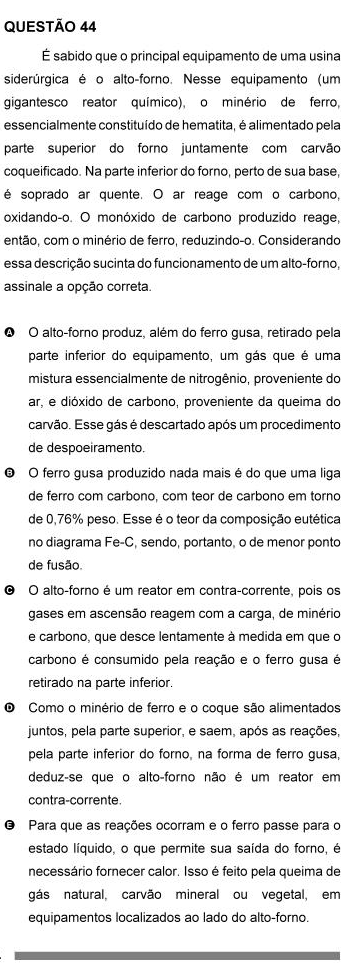 QUESTÃO 44
É sabido que o principal equipamento de uma usina
siderúrgica é o alto-forno. Nesse equipamento (um
gigantesco reator químico), o minério de ferro,
essencialmente constituído de hematita, é alimentado pela
parte superior do forno juntamente com carvão
coqueificado. Na parte inferior do forno, perto de sua base,
é soprado ar quente. O ar reage com o carbono,
oxidando-o. O monóxido de carbono produzido reage,
então, com o minério de ferro, reduzindo-o. Considerando
essa descrição sucinta do funcionamento de um alto-forno,
assinale a opção correta.
A O alto-forno produz, além do ferro gusa, retirado pela
parte inferior do equipamento, um gás que é uma
mistura essencialmente de nitrogênio, proveniente do
ar, e dióxido de carbono, proveniente da queima do
carvão. Esse gás é descartado após um procedimento
de despoeiramento.
B O ferro gusa produzido nada mais é do que uma liga
de ferro com carbono, com teor de carbono em torno
de 0,76% peso. Esse é o teor da composição eutética
no diagrama Fe-C, sendo, portanto, o de menor ponto
de fusão.
C O alto-forno é um reator em contra-corrente, pois os
gases em ascensão reagem com a carga, de minério
e carbono, que desce lentamente à medida em que o
carbono é consumido pela reação e o ferro gusa é
retirado na parte inferior.
D Como o minério de ferro e o coque são alimentados
juntos, pela parte superior, e saem, após as reações,
pela parte inferior do forno, na forma de ferro gusa,
deduz-se que o alto-forno não é um reator em
contra-corrente.
E Para que as reações ocorram e o ferro passe para o
estado líquido, o que permite sua saída do forno, é
necessário fornecer calor. Isso é feito pela queima de
gás natural, carvão mineral ou vegetal, em
equipamentos localizados ao lado do alto-forno.